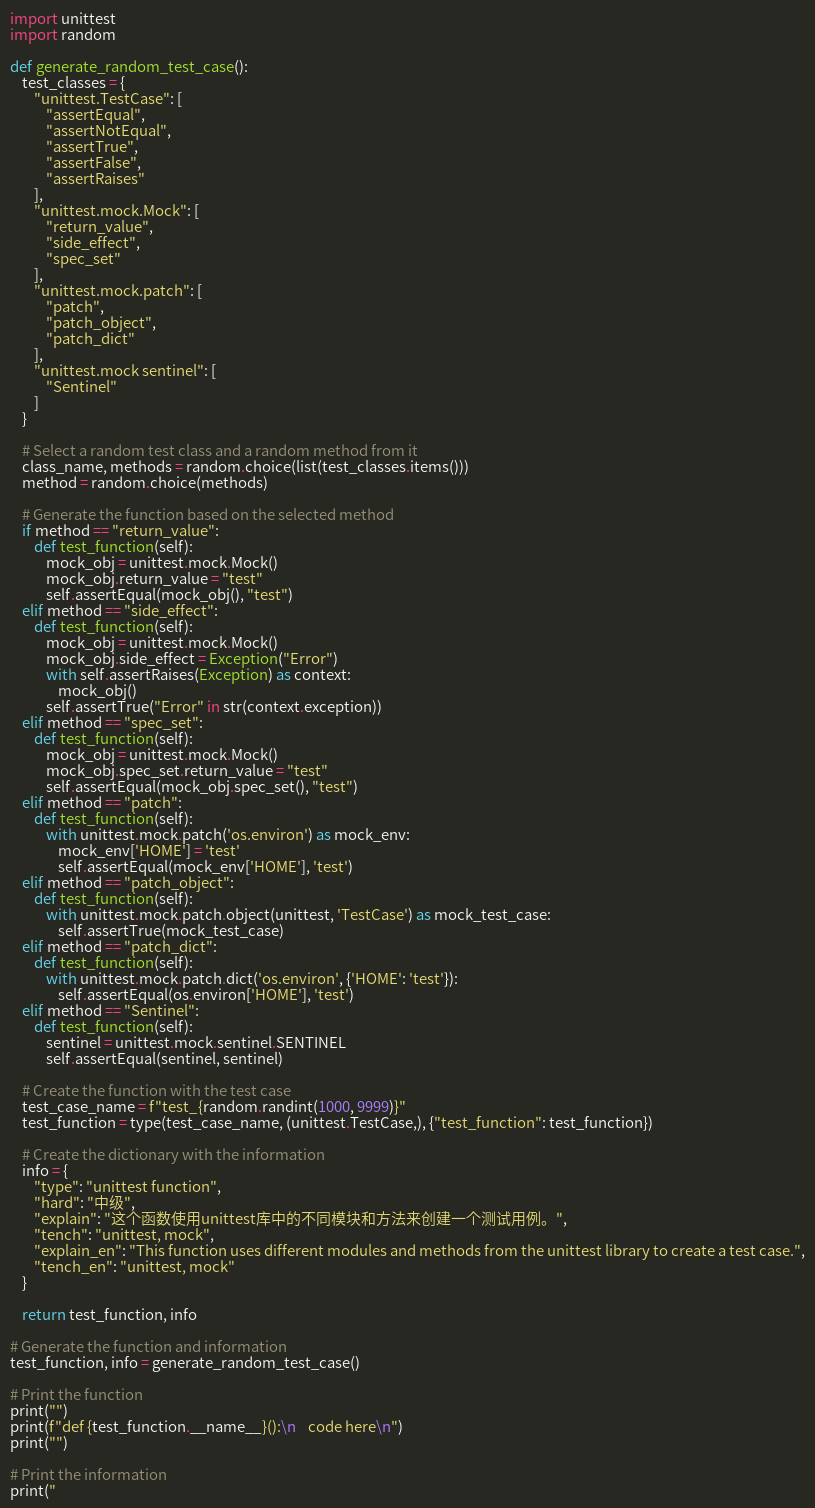 import unittest
import random
def generate_random_test_case():
    test_classes = {
        "unittest.TestCase": [
            "assertEqual",
            "assertNotEqual",
            "assertTrue",
            "assertFalse",
            "assertRaises"
        ],
        "unittest.mock.Mock": [
            "return_value",
            "side_effect",
            "spec_set"
        ],
        "unittest.mock.patch": [
            "patch",
            "patch_object",
            "patch_dict"
        ],
        "unittest.mock sentinel": [
            "Sentinel"
        ]
    }
    # Select a random test class and a random method from it
    class_name, methods = random.choice(list(test_classes.items()))
    method = random.choice(methods)
    # Generate the function based on the selected method
    if method == "return_value":
        def test_function(self):
            mock_obj = unittest.mock.Mock()
            mock_obj.return_value = "test"
            self.assertEqual(mock_obj(), "test")
    elif method == "side_effect":
        def test_function(self):
            mock_obj = unittest.mock.Mock()
            mock_obj.side_effect = Exception("Error")
            with self.assertRaises(Exception) as context:
                mock_obj()
            self.assertTrue("Error" in str(context.exception))
    elif method == "spec_set":
        def test_function(self):
            mock_obj = unittest.mock.Mock()
            mock_obj.spec_set.return_value = "test"
            self.assertEqual(mock_obj.spec_set(), "test")
    elif method == "patch":
        def test_function(self):
            with unittest.mock.patch('os.environ') as mock_env:
                mock_env['HOME'] = 'test'
                self.assertEqual(mock_env['HOME'], 'test')
    elif method == "patch_object":
        def test_function(self):
            with unittest.mock.patch.object(unittest, 'TestCase') as mock_test_case:
                self.assertTrue(mock_test_case)
    elif method == "patch_dict":
        def test_function(self):
            with unittest.mock.patch.dict('os.environ', {'HOME': 'test'}):
                self.assertEqual(os.environ['HOME'], 'test')
    elif method == "Sentinel":
        def test_function(self):
            sentinel = unittest.mock.sentinel.SENTINEL
            self.assertEqual(sentinel, sentinel)
    # Create the function with the test case
    test_case_name = f"test_{random.randint(1000, 9999)}"
    test_function = type(test_case_name, (unittest.TestCase,), {"test_function": test_function})
    # Create the dictionary with the information
    info = {
        "type": "unittest function",
        "hard": "中级",
        "explain": "这个函数使用unittest库中的不同模块和方法来创建一个测试用例。",
        "tench": "unittest, mock",
        "explain_en": "This function uses different modules and methods from the unittest library to create a test case.",
        "tench_en": "unittest, mock"
    }
    return test_function, info
# Generate the function and information
test_function, info = generate_random_test_case()
# Print the function
print("")
print(f"def {test_function.__name__}():\n    code here\n")
print("")
# Print the information
print("